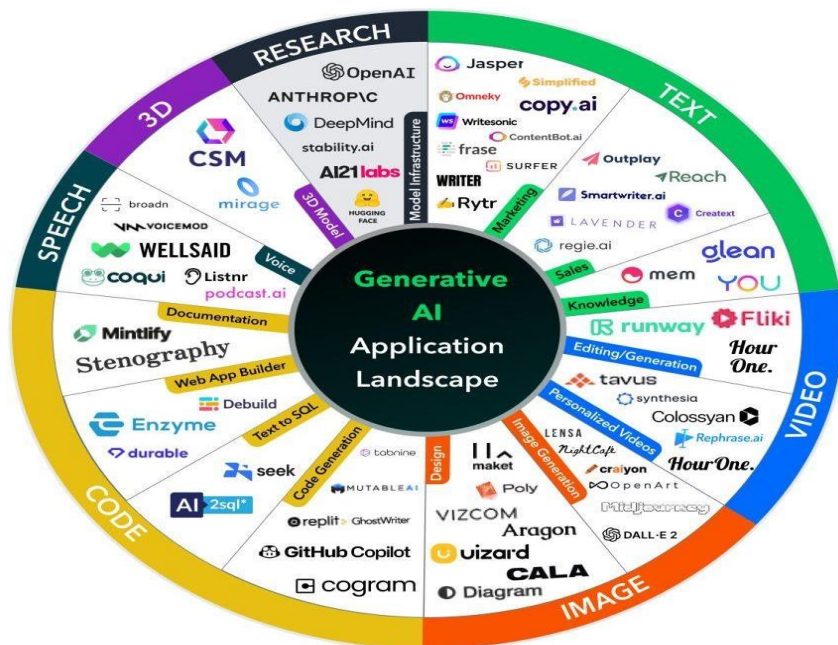 Generative
AI
Application
Landscape
RESEARCH
Model Infrastructure
OpenAI
ANTHROP\C
DeepMind
stability.ai
AI21labs
HUGGING
FACE
TEXT
Marketing
Jasper
Simplified
Omneky
copy.ai
WS
Writesonic
ContentBot.ai
frase
SURFER
WRITER
Rytr
Sales
Outplay
Reach
Smartwriter.ai
Creatext
LAVENDER
regie.ai
Knowledge
glean
mem
YOU
VIDEO
Editing/Generation
runway
Fliki
Hour
One.
Personalized Videos
tavus
synthesia
Colossyan
Rephrase.ai
HourOne.
IMAGE
Image Generation
LENSA
NightCafe
craiyon
OpenArt
Midjourney
DALL·E 2
Design
maket
Poly
VIZCOM
Aragon
uizard
CALA
Diagram
CODE
Code Generation
tabnine
MUTABLEAI
replit GhostWriter
GitHub Copilot
cogram
Text to SQL
seek
AI 2sql*
Web App Builder
Debuild
Enzyme
durable
Documentation
Mintlify
Stenography
SPEECH
Voice
broadn
VOICEMOD
WELLSAID
coqui
Listnr
podcast.ai
3D
3D Model
CSM
mirage